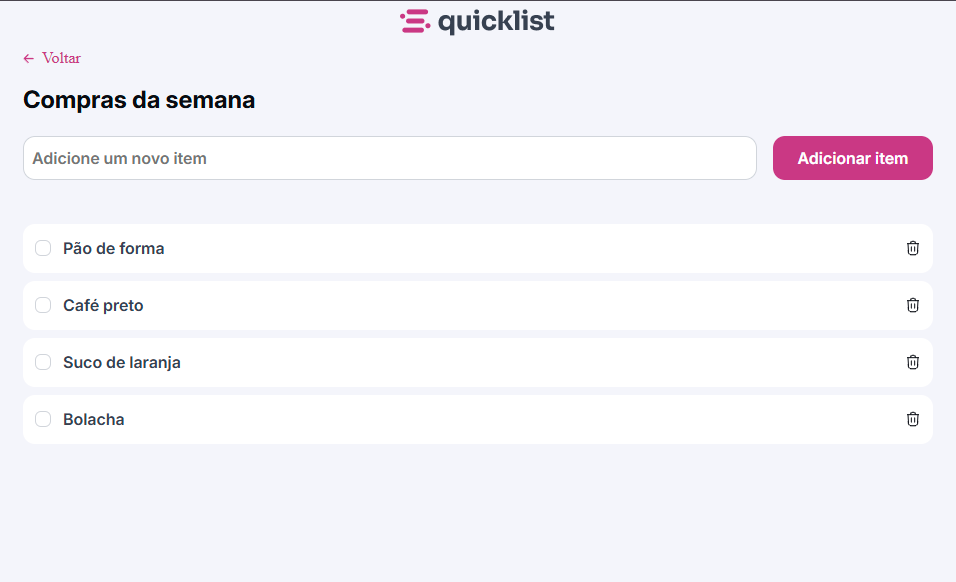 quicklist
← Voltar
Compras da semana
Adicione um novo item
Adicionar item
Pão de forma
Café preto
Suco de laranja
Bolacha